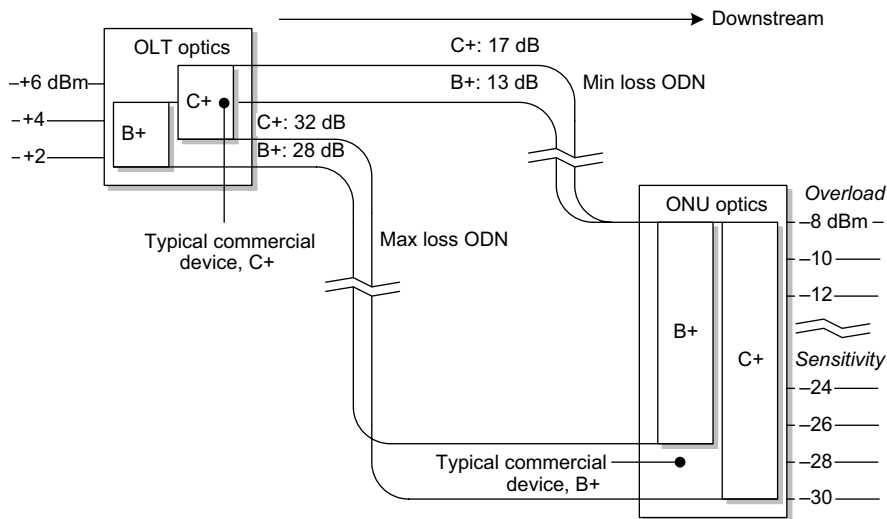 Downstream
OLT optics
C+: 17 dB
B+: 13 dB
Min loss ODN
–+6 dBm
–+4
–+2
B+
C+
C+: 32 dB
B+: 28 dB
Typical commercial
device, C+
Max loss ODN
ONU optics
Overload
–8 dBm
–10
–12
B+
C+
Sensitivity
–24
–26
–28
–30
Typical commercial
device, B+